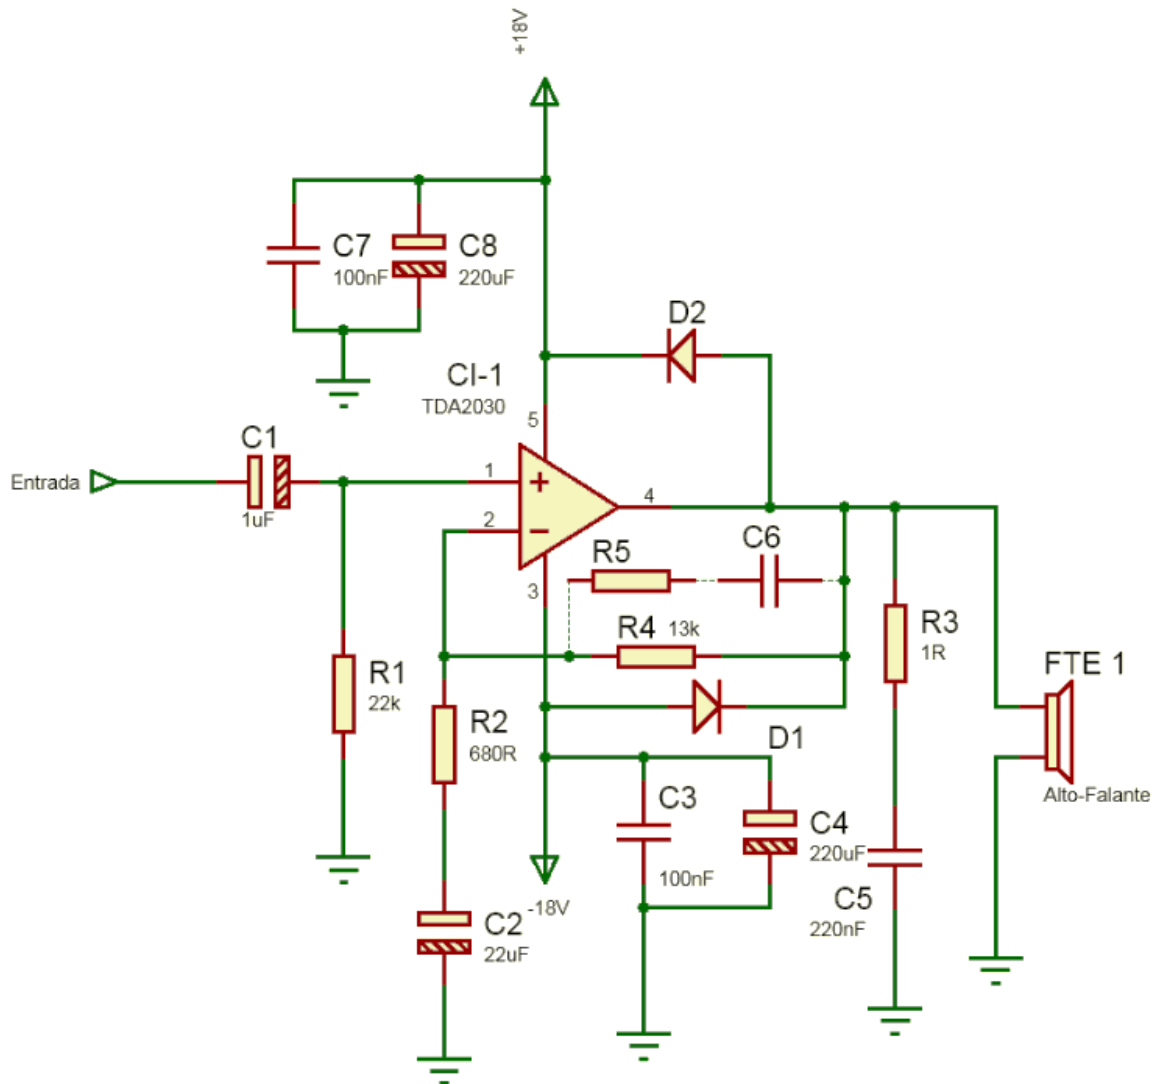 +18V
C7
100nF
C8
220uF
D2
CI-1
TDA2030
5
C1
Entrada
1uF
1
2
4
3
R5
C6
R4
13k
R1
22k
R2
680R
R3
1R
FTE 1
Alto-Falante
D1
C3
100nF
C4
220uF
C5
220nF
-18V
C2
22uF